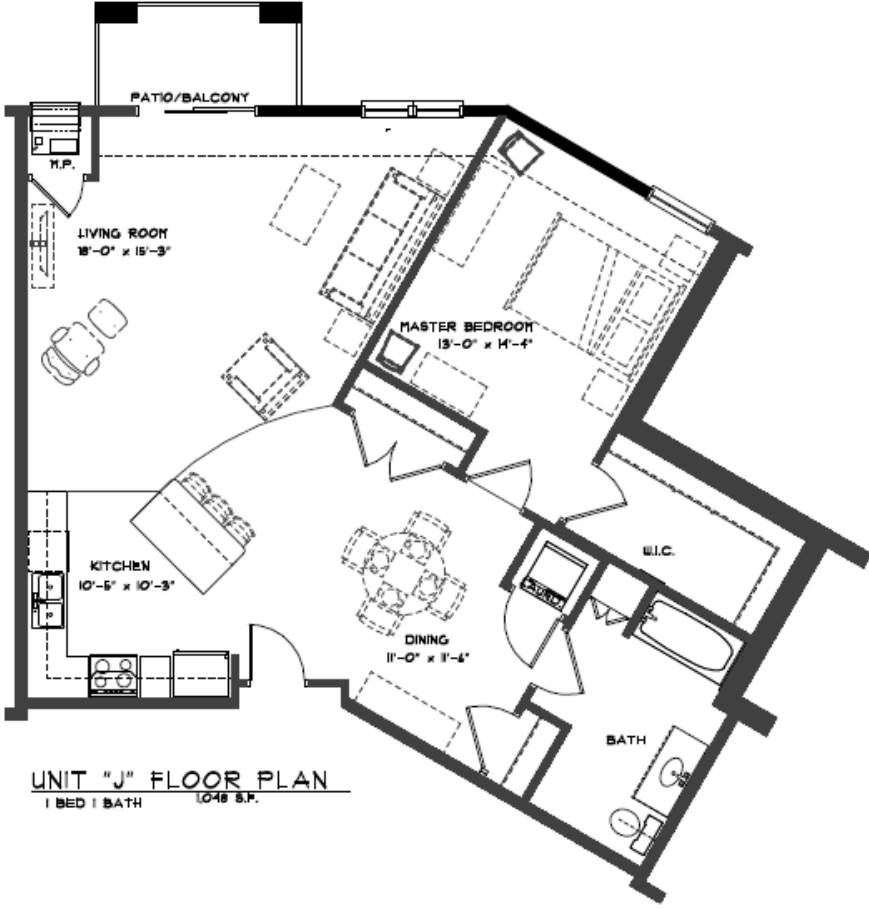 PATIO/BALCONY
M.P.
LIVING ROOM
18'-0" x 15'-3"
MASTER BEDROOM
13'-0" x 14'-4"
W.I.C.
KITCHEN
10'-5" x 10'-3"
LAUND.
DINING
11'-0" x 11'-6"
BATH
UNIT "J" FLOOR PLAN
1 BED 1 BATH 1,048 S.F.